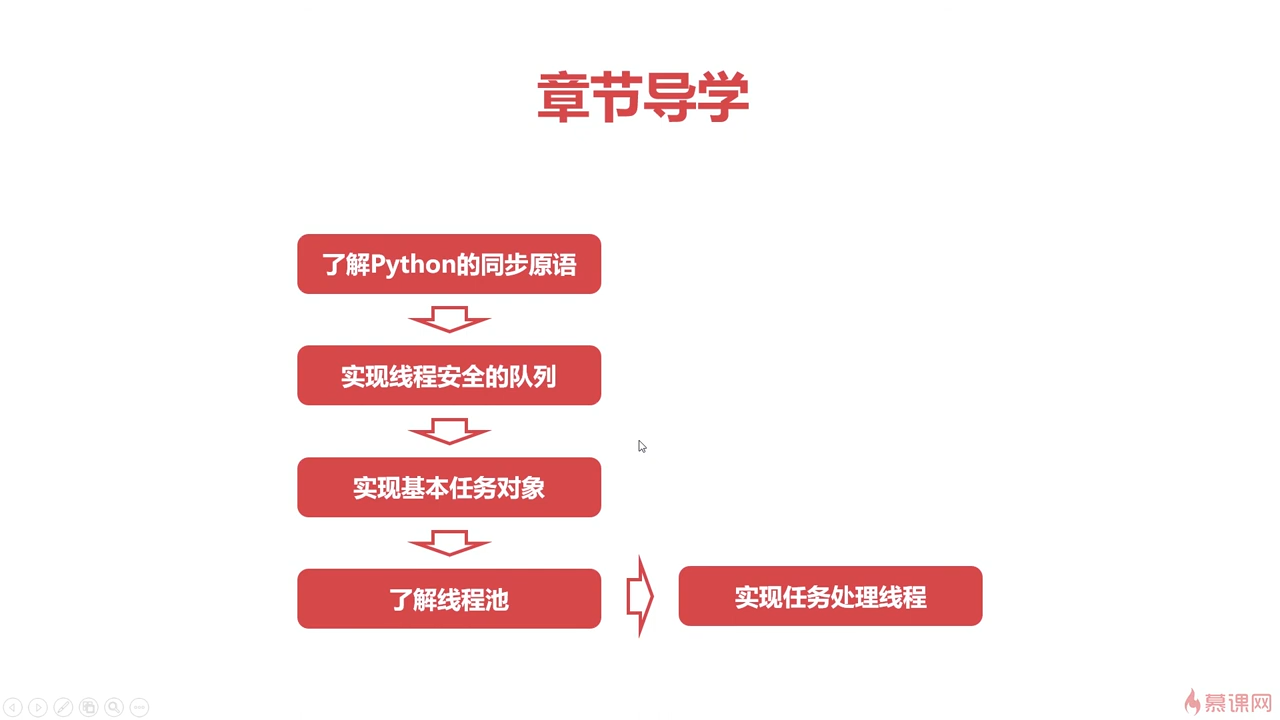 章节导学
了解Python的同步原语
实现线程安全的队列
实现基本任务对象
了解线程池
实现任务处理线程
慕课网